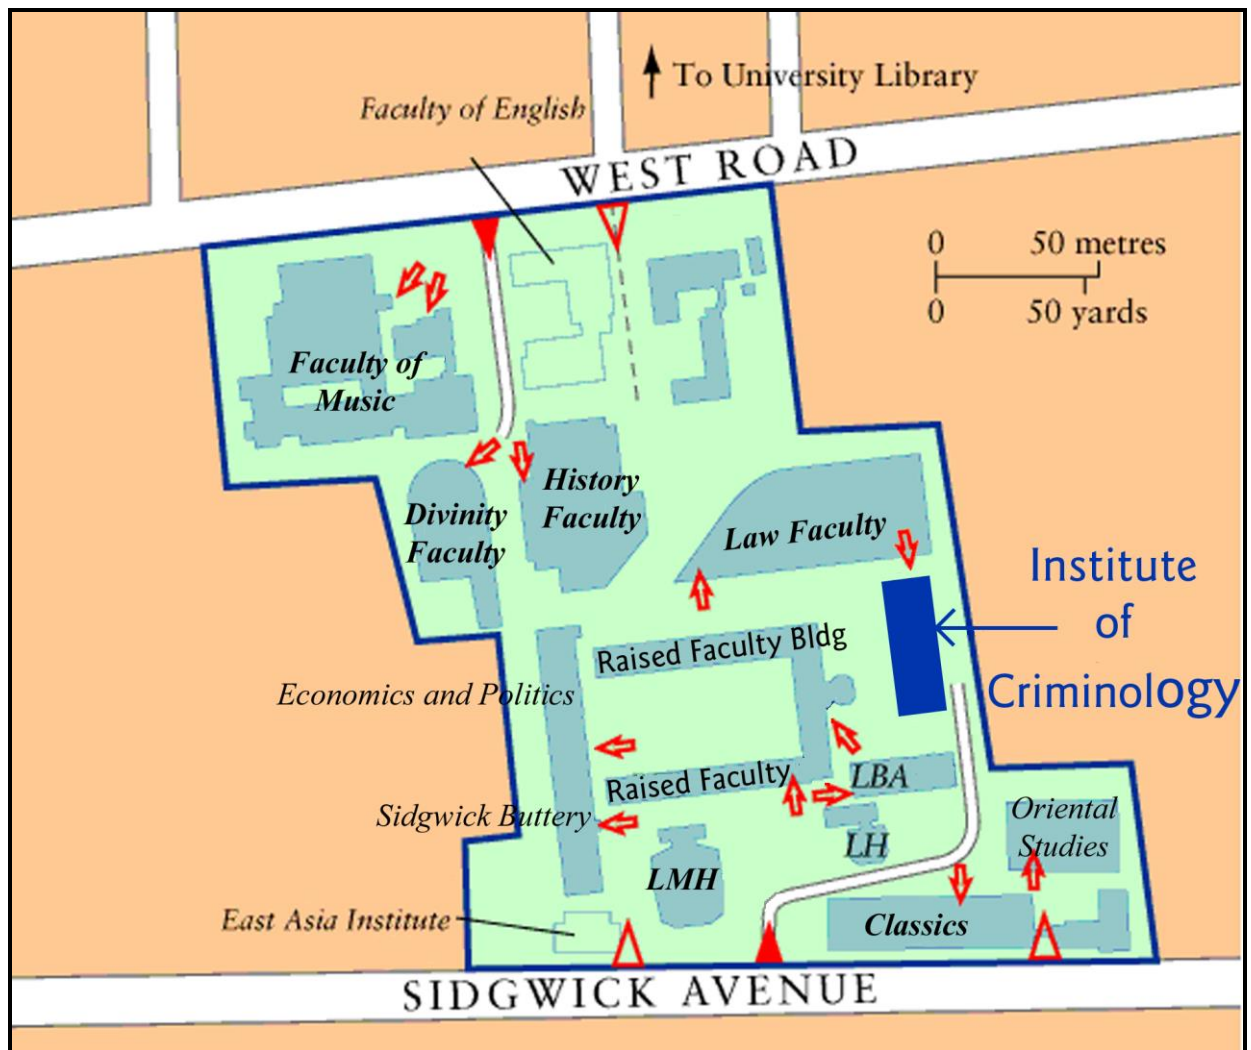 To University Library
Faculty of English
WEST ROAD
0 50 metres
0 50 yards
Faculty of
Music
History
Faculty
Divinity
Faculty
Law Faculty
Institute
of
Criminology
Raised Faculty Bldg
Economics and Politics
Raised Faculty
LBA
Sidgwick Buttery
Oriental
Studies
LH
LMH
East Asia Institute
Classics
SIDGWICK AVENUE